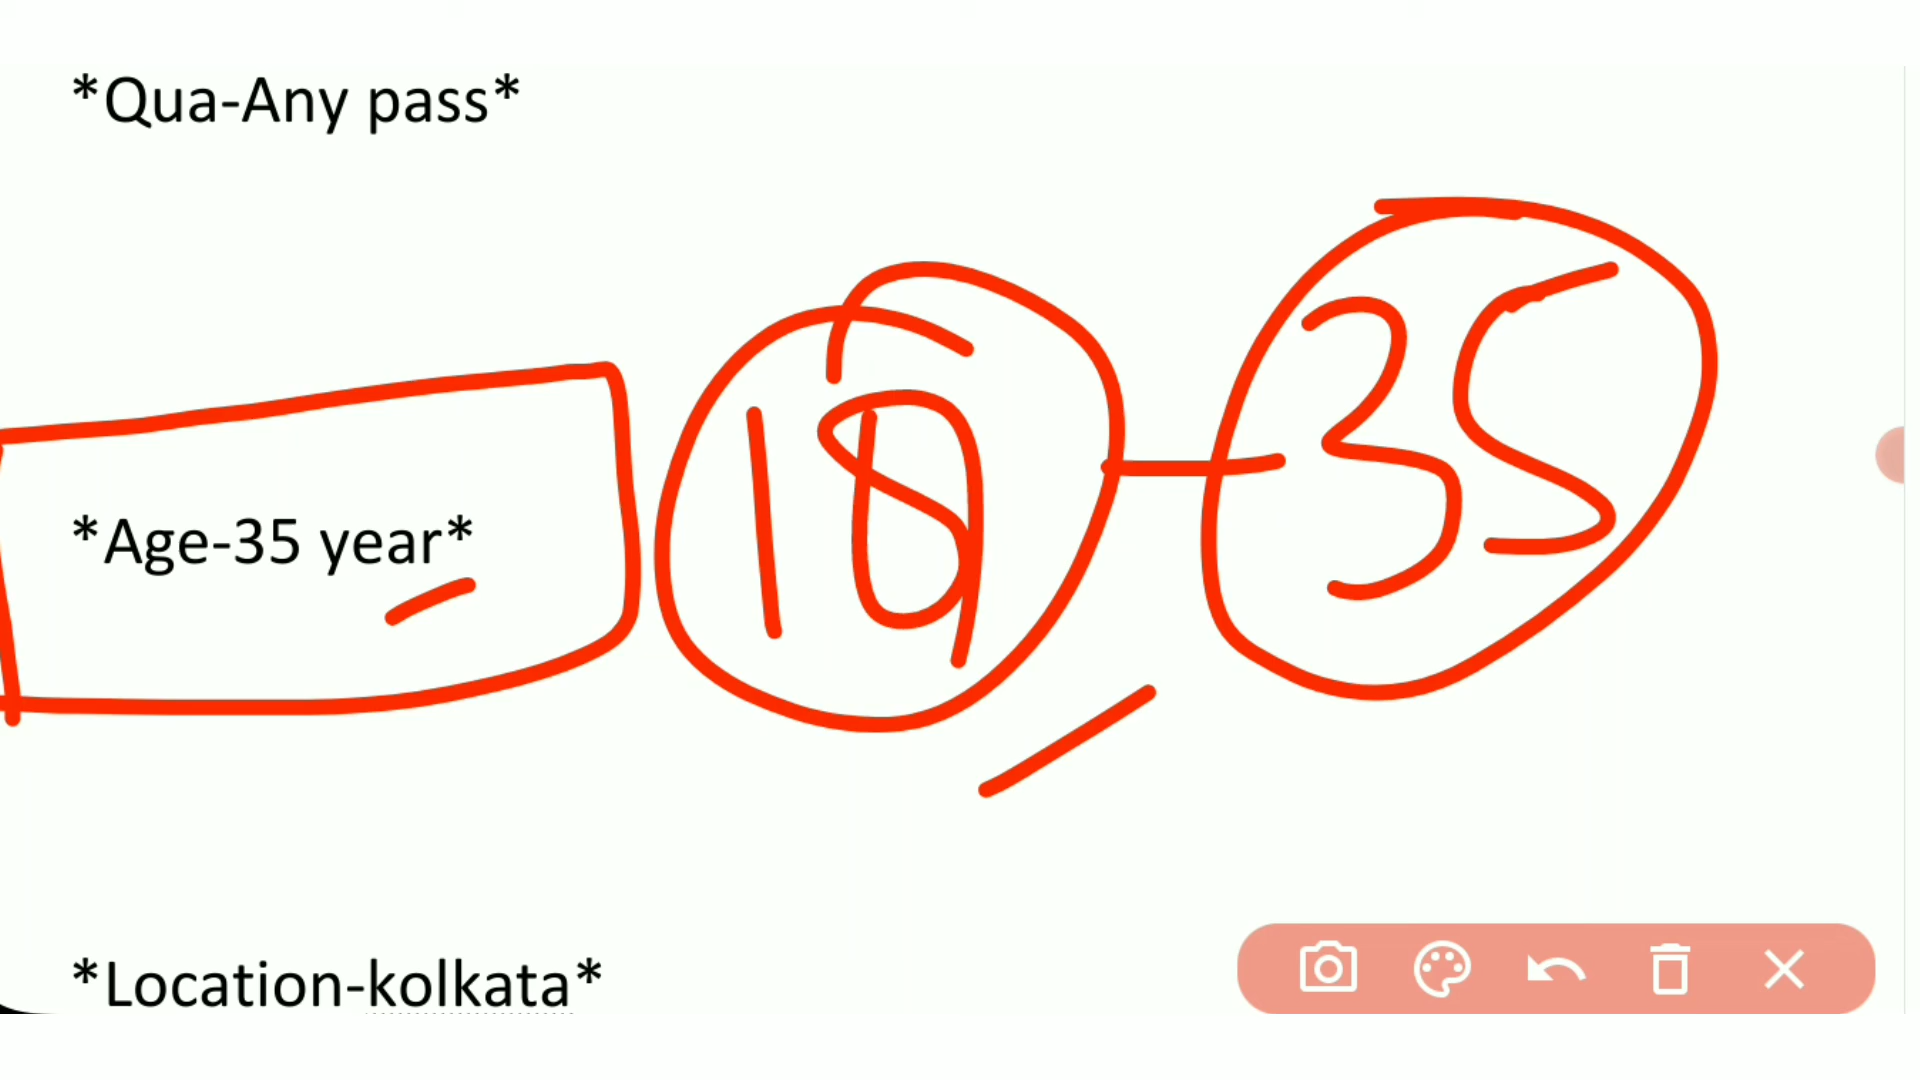 *Qua-Any pass*
18 - 35
*Age-35 year*
*Location-kolkata*